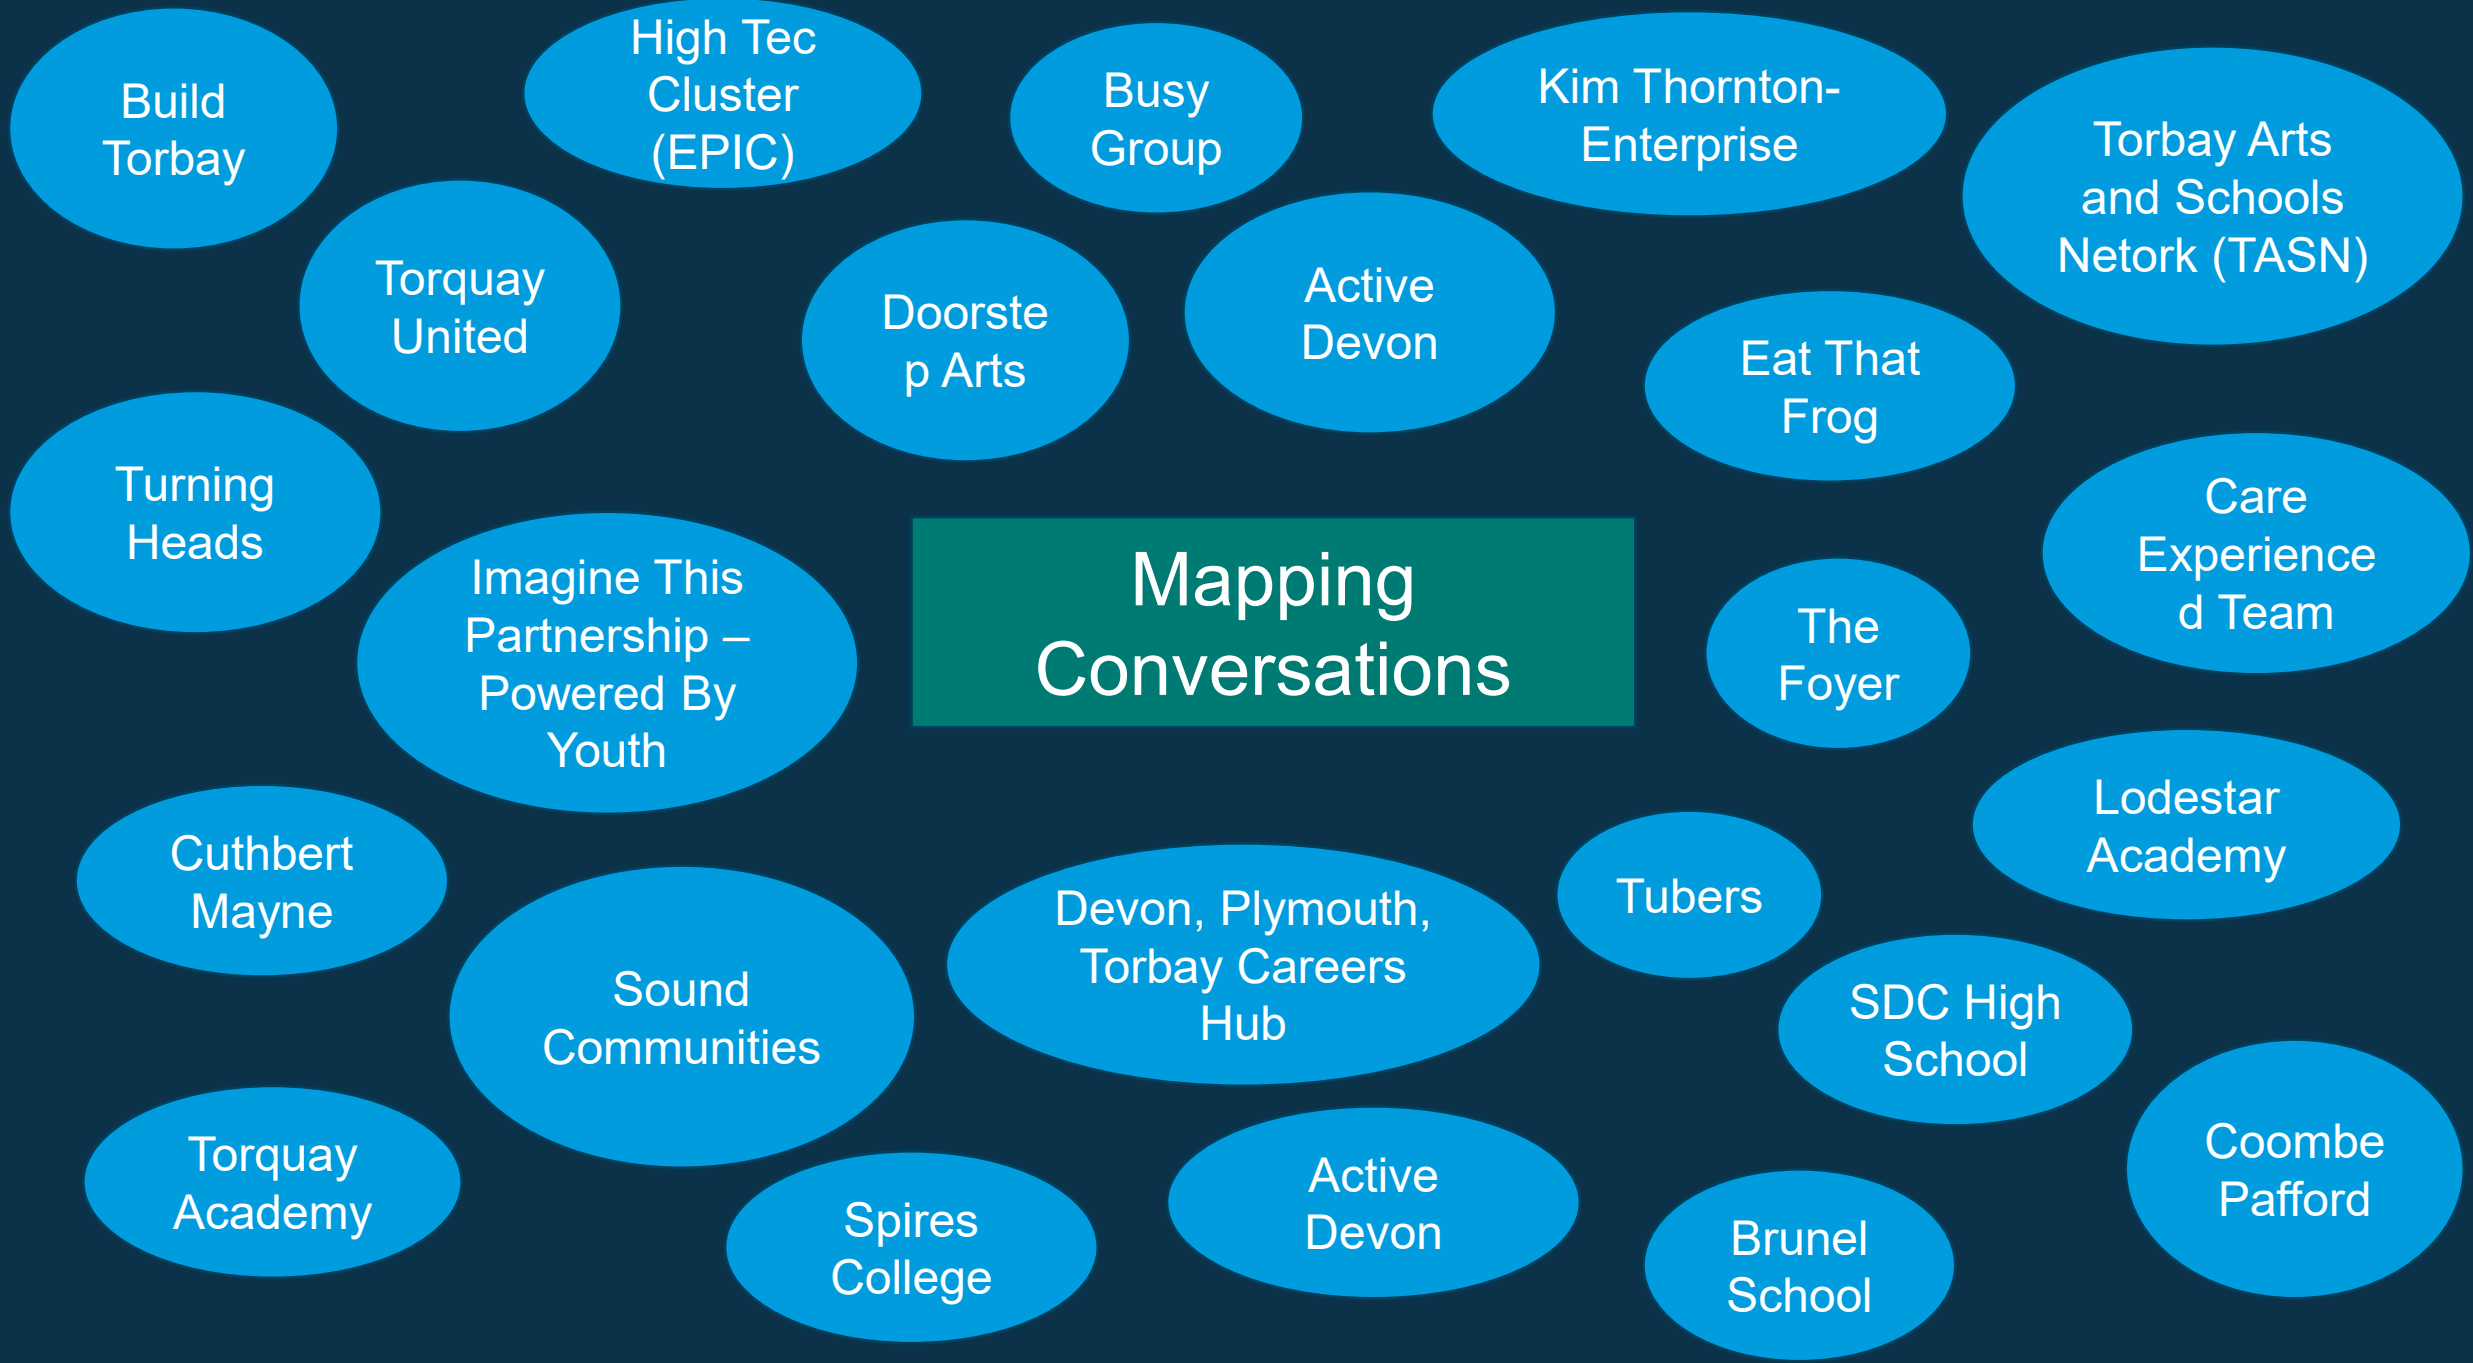 Build
Torbay
High Tec
Cluster
(EPIC)
Busy
Group
Kim Thornton-
Enterprise
Torbay Arts
and Schools
Netork (TASN)
Torquay
United
Doorste
p Arts
Active
Devon
Eat That
Frog
Turning
Heads
Imagine This
Partnership –
Powered By
Youth
Mapping
Conversations
The
Foyer
Care
Experience
d Team
Cuthbert
Mayne
Sound
Communities
Devon, Plymouth,
Torbay Careers
Hub
Tubers
Lodestar
Academy
SDC High
School
Torquay
Academy
Spires
College
Active
Devon
Brunel
School
Coombe
Pafford